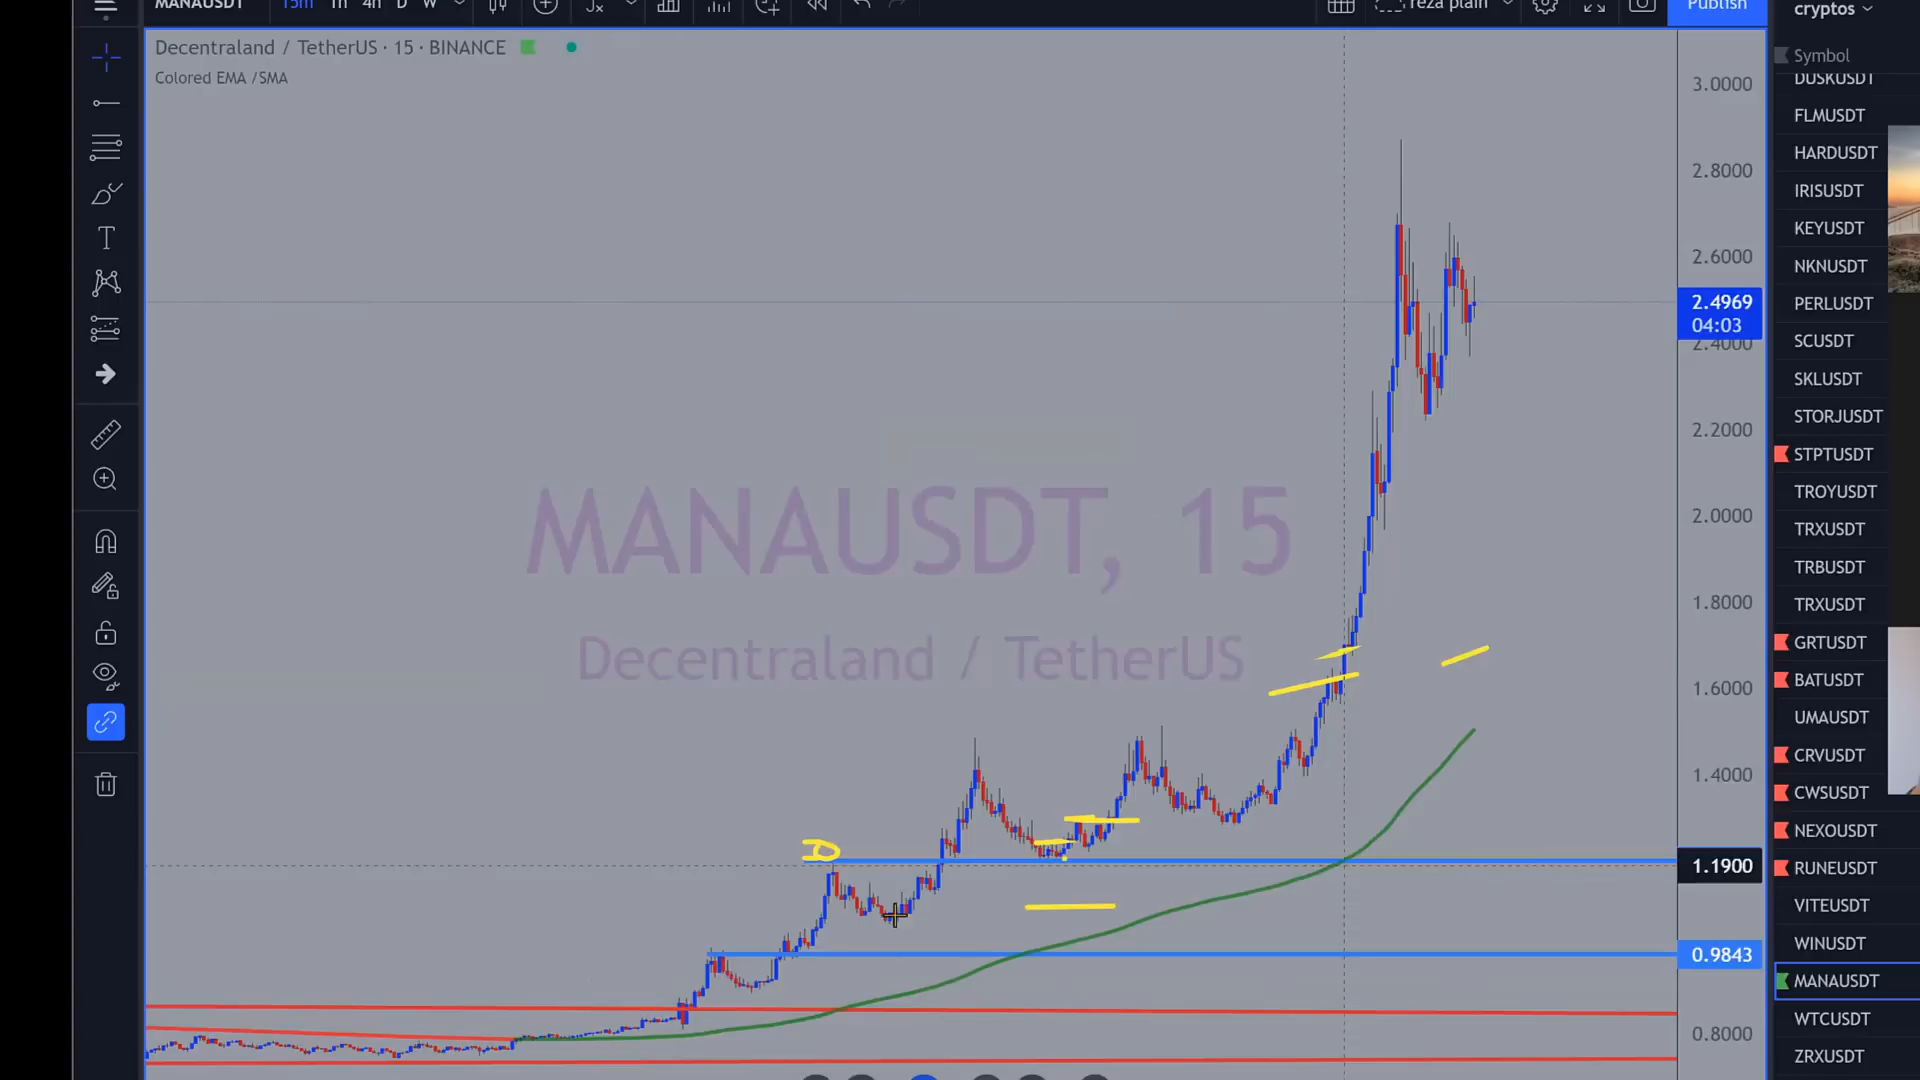 MANAUSDT 15m 1h 4h D W reza plain Publish
cryptos
Decentraland / TetherUS · 15 · BINANCE
Colored EMA /SMA
MANAUSDT, 15
Decentraland / TetherUS
D
3.0000
2.8000
2.6000
2.4969
04:03
2.4000
2.2000
2.0000
1.8000
1.6000
1.4000
1.1900
0.9843
0.8000
Symbol
DUSKUSDT
FLMUSDT
HARDUSDT
IRISUSDT
KEYUSDT
NKNUSDT
PERLUSDT
SCUSDT
SKLUSDT
STORJUSDT
STPTUSDT
TROYUSDT
TRXUSDT
TRBUSDT
TRXUSDT
GRTUSDT
BATUSDT
UMAUSDT
CRVUSDT
CWSUSDT
NEXOUSDT
RUNEUSDT
VITEUSDT
WINUSDT
MANAUSDT
WTCUSDT
ZRXUSDT